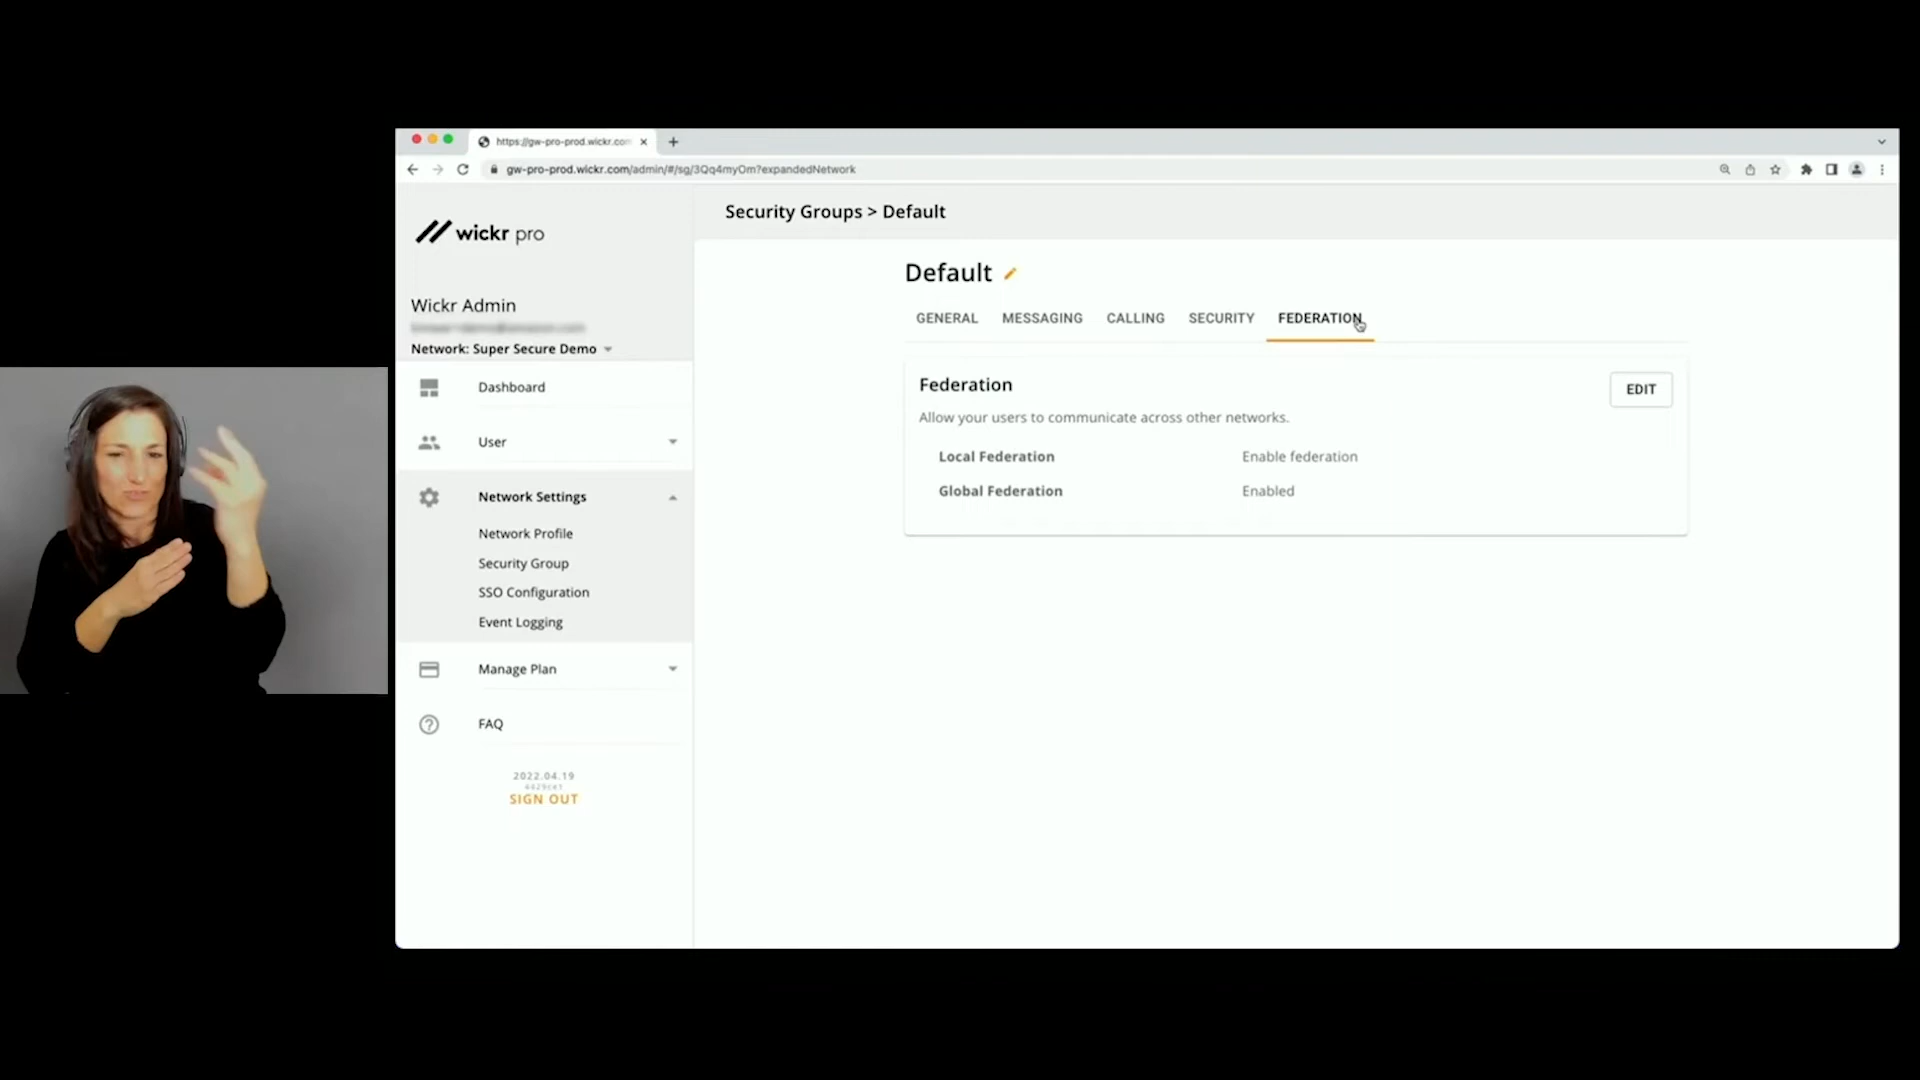 https://gw-pro-prod.wickr.com
gw-pro-prod.wickr.com/admin/#/sg/3Qq4myOm?expandedNetwork
wickr pro
Wickr Admin
Network: Super Secure Demo
Dashboard
User
Network Settings
Network Profile
Security Group
SSO Configuration
Event Logging
Manage Plan
FAQ
2022.04.19
SIGN OUT
Security Groups > Default
Default
GENERAL MESSAGING CALLING SECURITY FEDERATION
Federation
EDIT
Allow your users to communicate across other networks.
Local Federation Enable federation
Global Federation Enabled